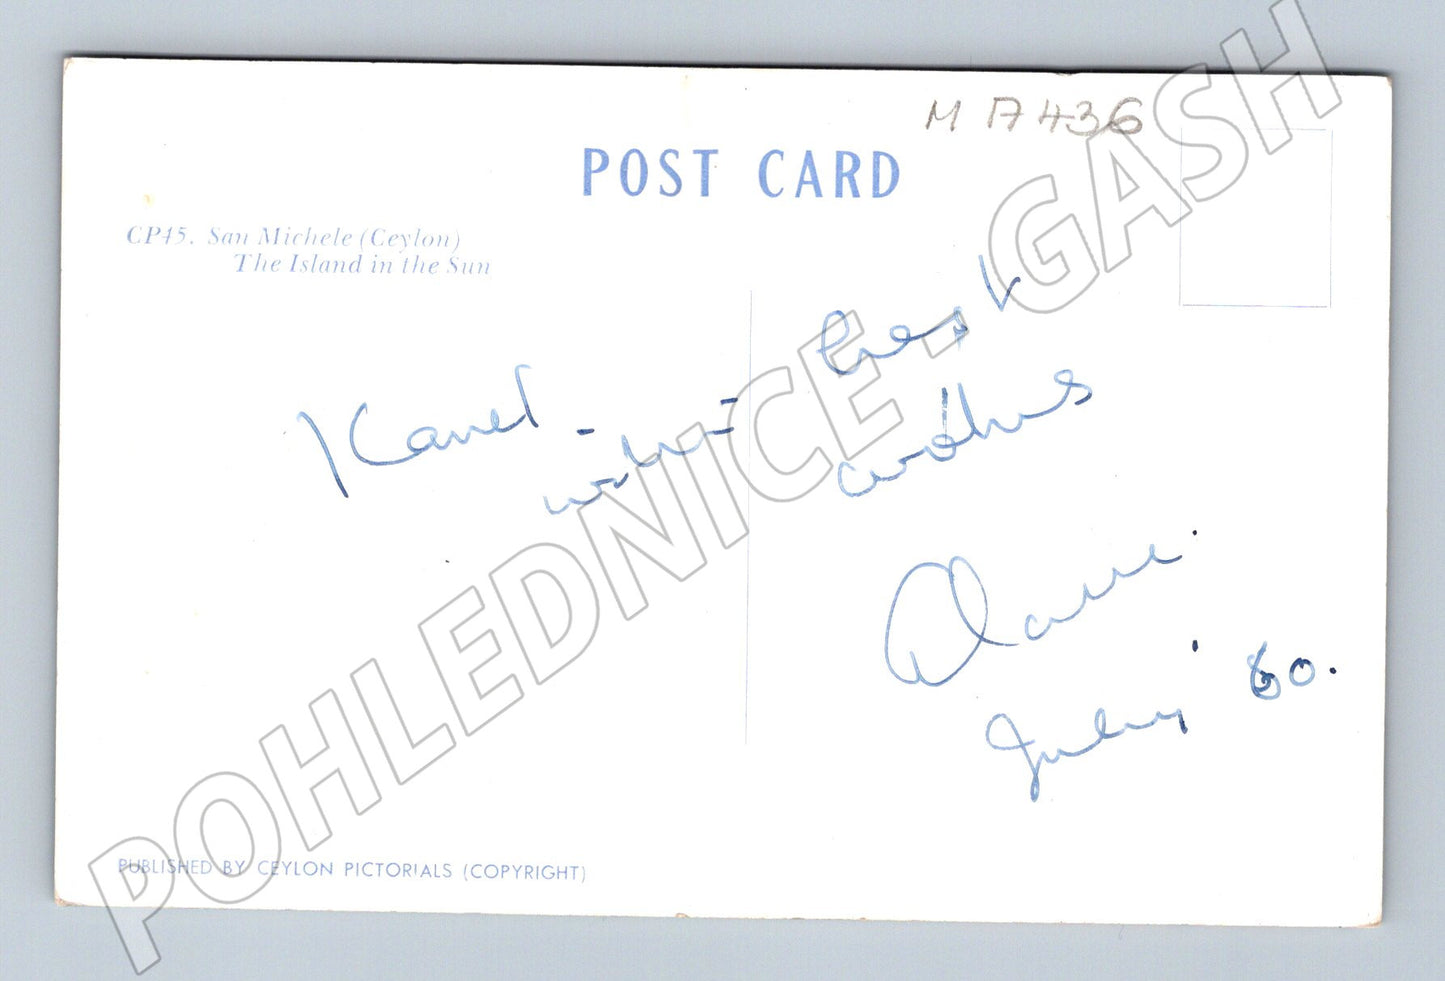 M A 436
POST CARD
CP45. San Michele (Ceylon)
The Island in the Sun
Karel -
with best
wishes
July '60.
PUBLISHED BY CEYLON PICTORIALS (COPYRIGHT)
POHLEDNICE - GASH